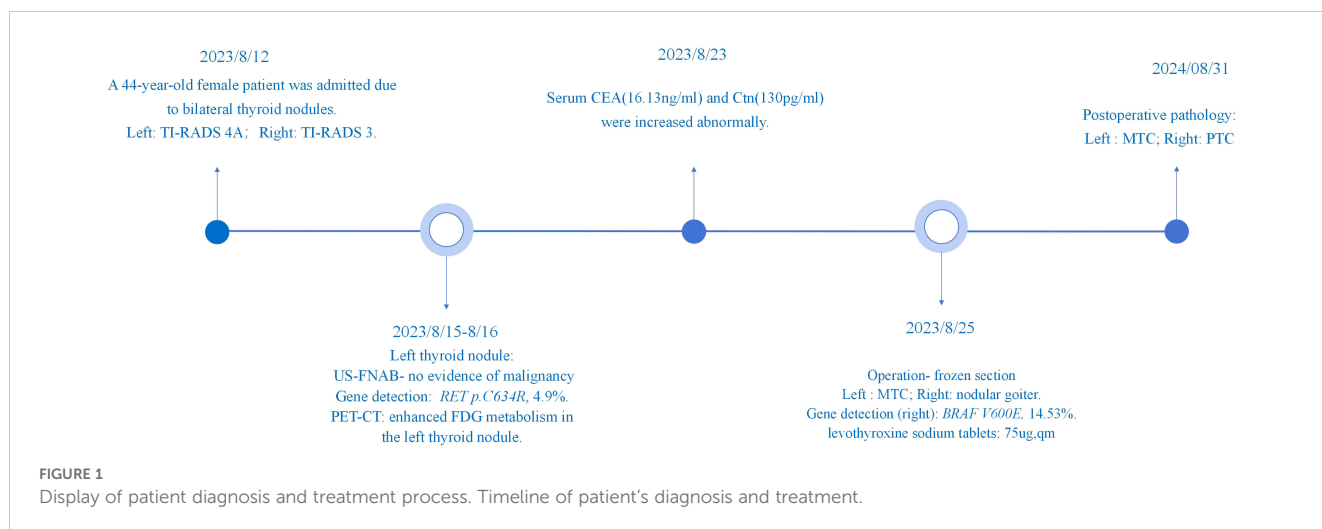 2023/8/12
A 44-year-old female patient was admitted due
to bilateral thyroid nodules.
Left: TI-RADS 4A； Right: TI-RADS 3.
2023/8/15-8/16
Left thyroid nodule:
US-FNAB- no evidence of malignancy
Gene detection: RET p.C634R, 4.9%.
PET-CT: enhanced FDG metabolism in
the left thyroid nodule.
2023/8/23
Serum CEA(16.13ng/ml) and Ctn(130pg/ml)
were increased abnormally.
2023/8/25
Operation- frozen section
Left : MTC; Right: nodular goiter.
Gene detection (right): BRAF V600E, 14.53%.
levothyroxine sodium tablets: 75ug,qm
2024/08/31
Postoperative pathology:
Left : MTC; Right: PTC
FIGURE 1
Display of patient diagnosis and treatment process. Timeline of patient’s diagnosis and treatment.